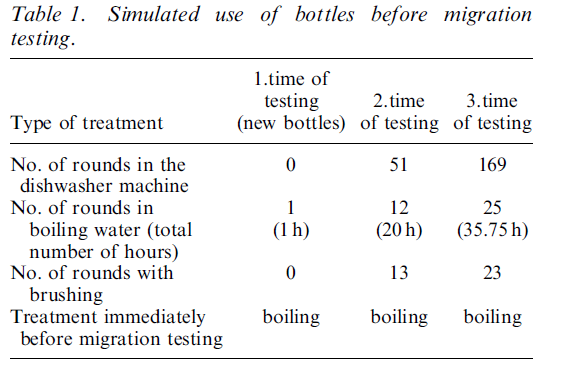 Table 1. Simulated use of bottles before migration
testing.
1.time of
testing 2.time 3.time
Type of treatment (new bottles) of testing of testing
No. of rounds in the 0 51 169
dishwasher machine
No. of rounds in 1 12 25
boiling water (total (1 h) (20 h) (35.75 h)
number of hours)
No. of rounds with 0 13 23
brushing
Treatment immediately boiling boiling boiling
before migration testing